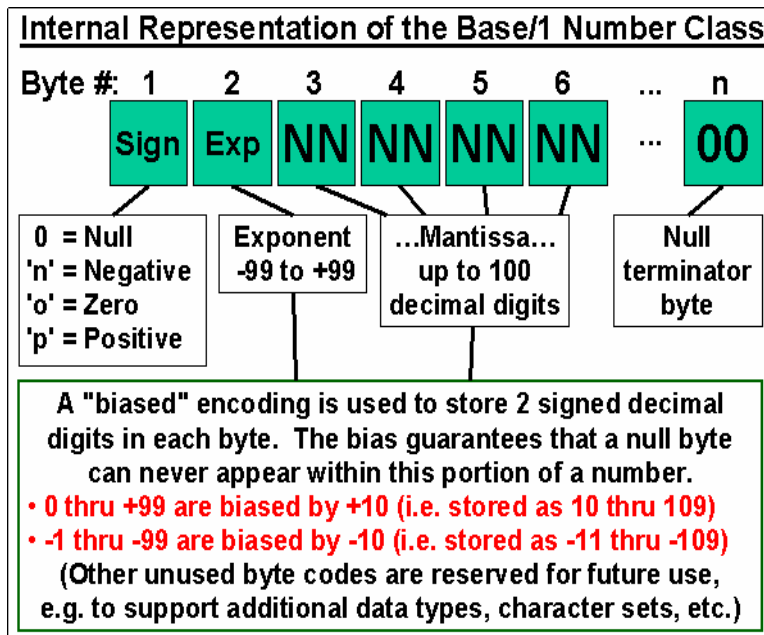 Internal Representation of the Base/1 Number Class
Byte #: 1 2 3 4 5 6 ... n
Sign Exp NN NN NN NN ... 00
0 = Null
'n' = Negative
'o' = Zero
'p' = Positive
Exponent
-99 to +99
...Mantissa...
up to 100
decimal digits
Null
terminator
byte
A "biased" encoding is used to store 2 signed decimal
digits in each byte. The bias guarantees that a null byte
can never appear within this portion of a number.
• 0 thru +99 are biased by +10 (i.e. stored as 10 thru 109)
• -1 thru -99 are biased by -10 (i.e. stored as -11 thru -109)
(Other unused byte codes are reserved for future use,
e.g. to support additional data types, character sets, etc.)